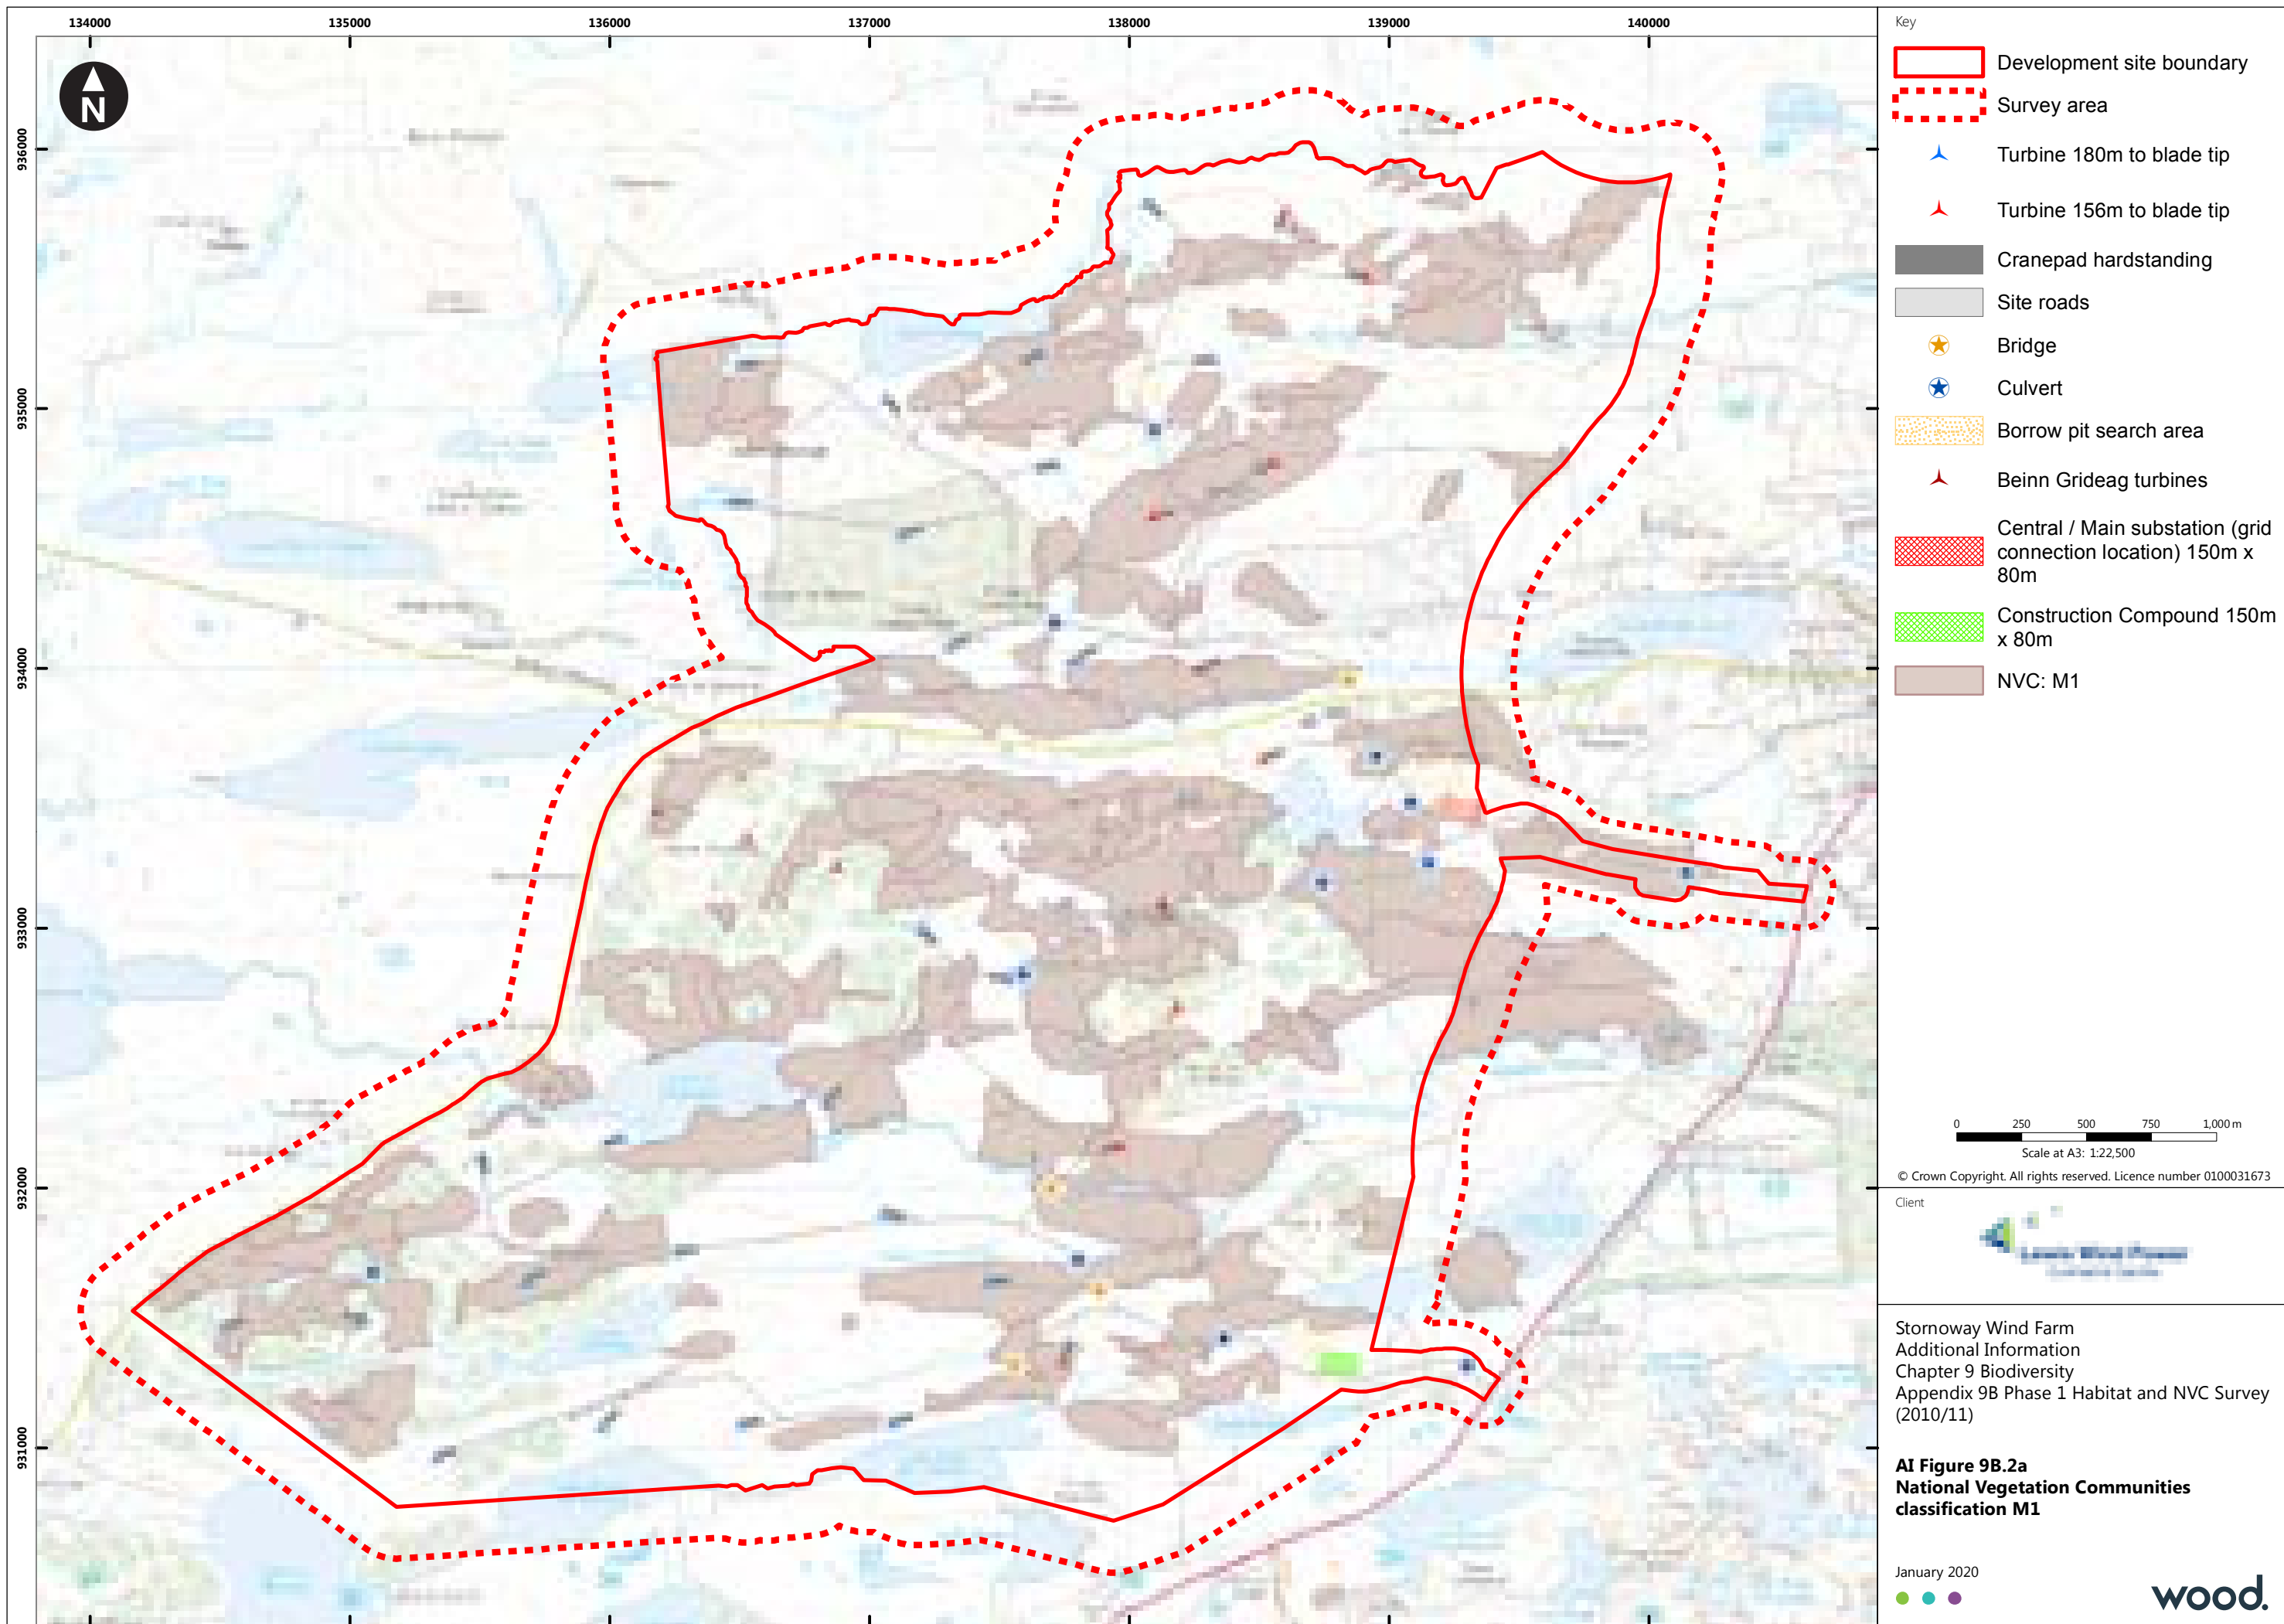 134000 135000 136000 137000 138000 139000 140000
936000
935000
934000
933000
932000
931000
N
Key
Development site boundary
Survey area
Turbine 180m to blade tip
Turbine 156m to blade tip
Cranepad hardstanding
Site roads
Bridge
Culvert
Borrow pit search area
Beinn Grideag turbines
Central / Main substation (grid
connection location) 150m x
80m
Construction Compound 150m
x 80m
NVC: M1
0 250 500 750 1,000 m
Scale at A3: 1:22,500
© Crown Copyright. All rights reserved. Licence number 0100031673
Client
Lewis Wind Power
Stornoway Wind Farm
Additional Information
Chapter 9 Biodiversity
Appendix 9B Phase 1 Habitat and NVC Survey
(2010/11)
AI Figure 9B.2a
National Vegetation Communities
classification M1
January 2020
wood.